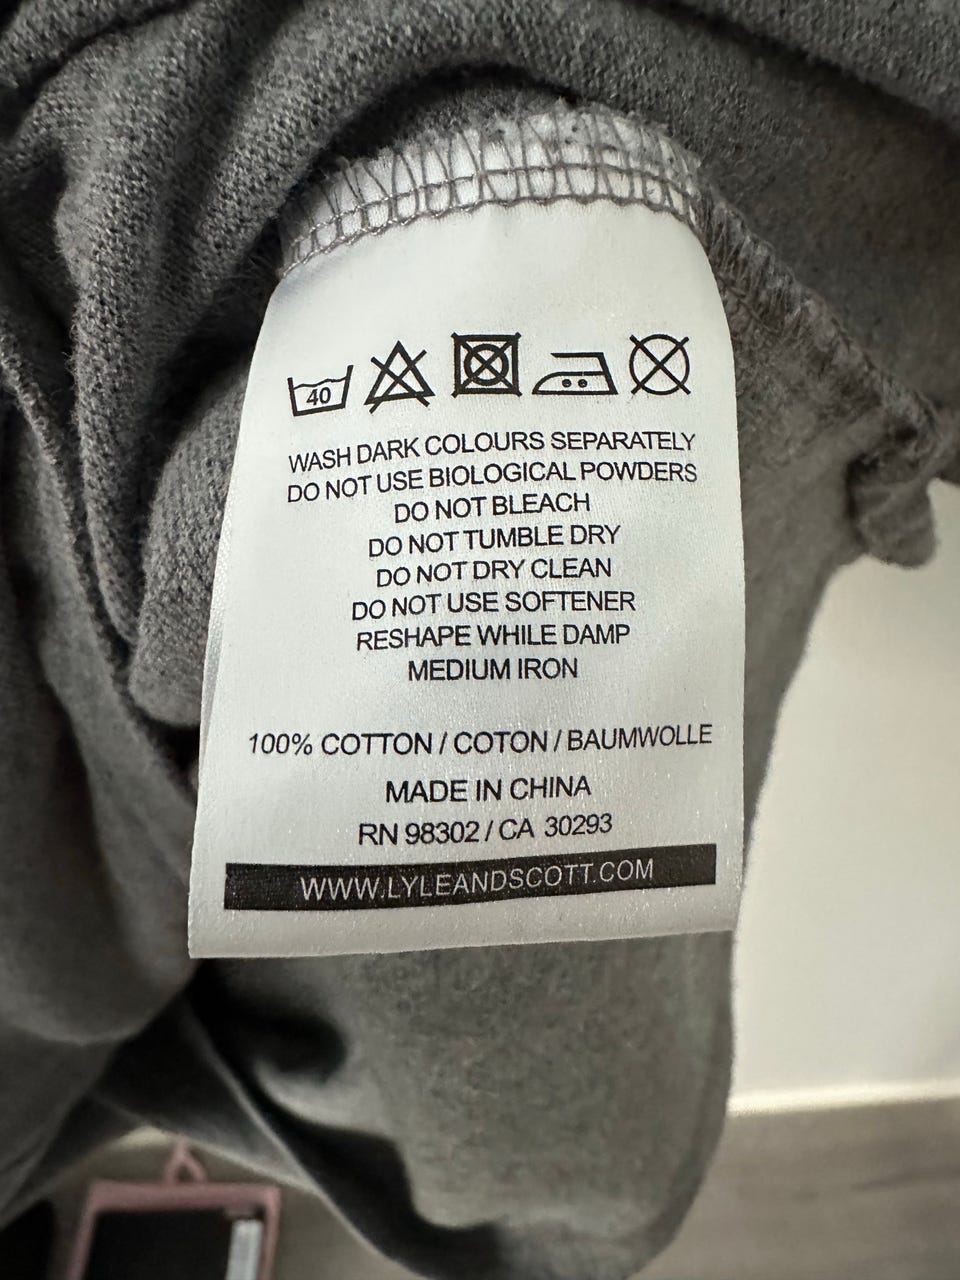 40
WASH DARK COLOURS SEPARATELY
DO NOT USE BIOLOGICAL POWDERS
DO NOT BLEACH
DO NOT TUMBLE DRY
DO NOT DRY CLEAN
DO NOT USE SOFTENER
RESHAPE WHILE DAMP
MEDIUM IRON
100% COTTON / COTON / BAUMWOLLE
MADE IN CHINA
RN 98302 / CA 30293
WWW.LYLEANDSCOTT.COM